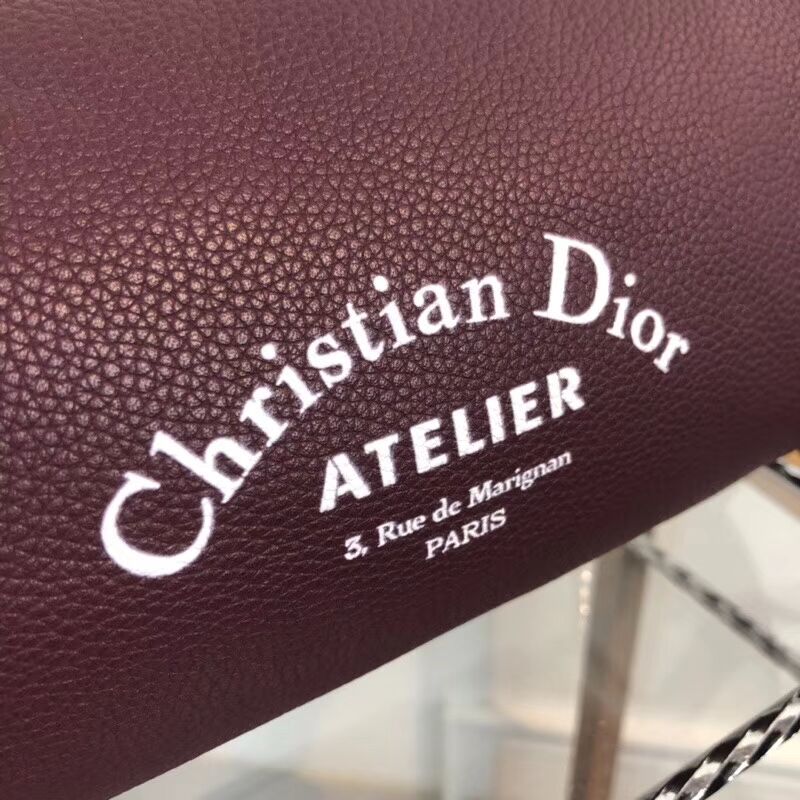 Christian Dior
ATELIER
3, Rue de Marignan
PARIS